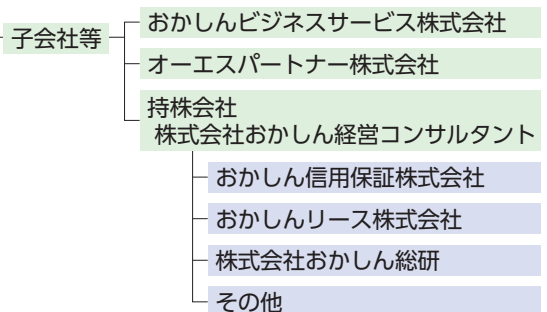 子会社等
おかしんビジネスサービス株式会社
オーエスパートナー株式会社
持株会社
株式会社おかしん経営コンサルタント
おかしん信用保証株式会社
おかしんリース株式会社
株式会社おかしん総研
その他